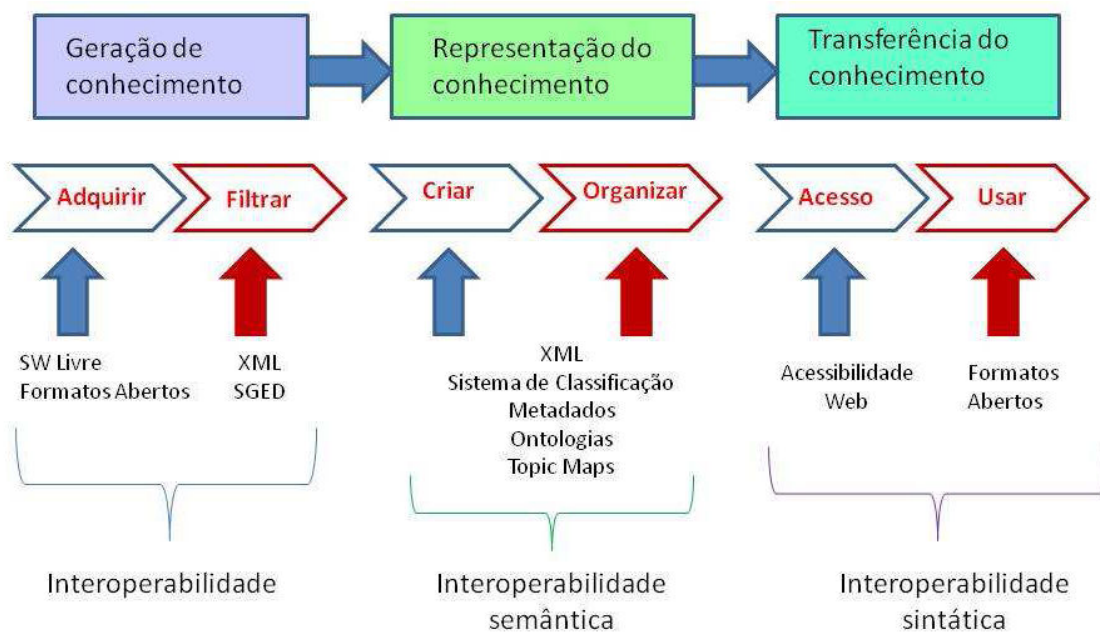 Geração de
conhecimento
Representação do
conhecimento
Transferência do
conhecimento
Adquirir
Filtrar
Criar
Organizar
Acesso
Usar
SW Livre
Formatos Abertos
XML
SGED
XML
Sistema de Classificação
Metadados
Ontologias
Topic Maps
Acessibilidade
Web
Formatos
Abertos
Interoperabilidade
Interoperabilidade
semântica
Interoperabilidade
sintática